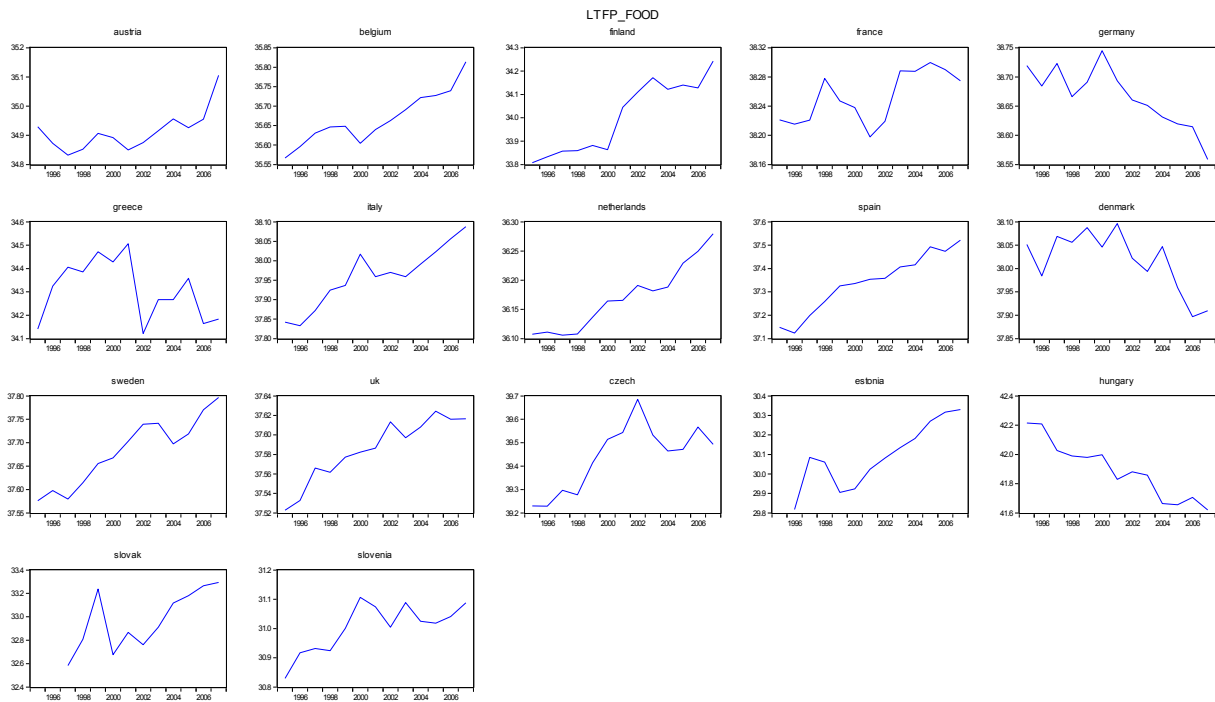 LTFP_FOOD
austria
35.2
35.1
35.0
34.9
34.8
1996 1998 2000 2002 2004 2006
belgium
35.85
35.80
35.75
35.70
35.65
35.60
35.55
1996 1998 2000 2002 2004 2006
finland
34.3
34.2
34.1
34.0
33.9
33.8
1996 1998 2000 2002 2004 2006
france
38.32
38.28
38.24
38.20
38.16
1996 1998 2000 2002 2004 2006
germany
38.75
38.70
38.65
38.60
38.55
1996 1998 2000 2002 2004 2006
greece
34.6
34.5
34.4
34.3
34.2
34.1
1996 1998 2000 2002 2004 2006
italy
38.10
38.05
38.00
37.95
37.90
37.85
37.80
1996 1998 2000 2002 2004 2006
netherlands
36.30
36.25
36.20
36.15
36.10
1996 1998 2000 2002 2004 2006
spain
37.6
37.5
37.4
37.3
37.2
37.1
1996 1998 2000 2002 2004 2006
denmark
38.10
38.05
38.00
37.95
37.90
37.85
1996 1998 2000 2002 2004 2006
sweden
37.80
37.75
37.70
37.65
37.60
37.55
1996 1998 2000 2002 2004 2006
uk
37.64
37.62
37.60
37.58
37.56
37.54
37.52
1996 1998 2000 2002 2004 2006
czech
39.7
39.6
39.5
39.4
39.3
39.2
1996 1998 2000 2002 2004 2006
estonia
30.4
30.3
30.2
30.1
30.0
29.9
29.8
1996 1998 2000 2002 2004 2006
hungary
42.4
42.2
42.0
41.8
41.6
1996 1998 2000 2002 2004 2006
slovak
33.4
33.2
33.0
32.8
32.6
32.4
1996 1998 2000 2002 2004 2006
slovenia
31.2
31.1
31.0
30.9
30.8
1996 1998 2000 2002 2004 2006